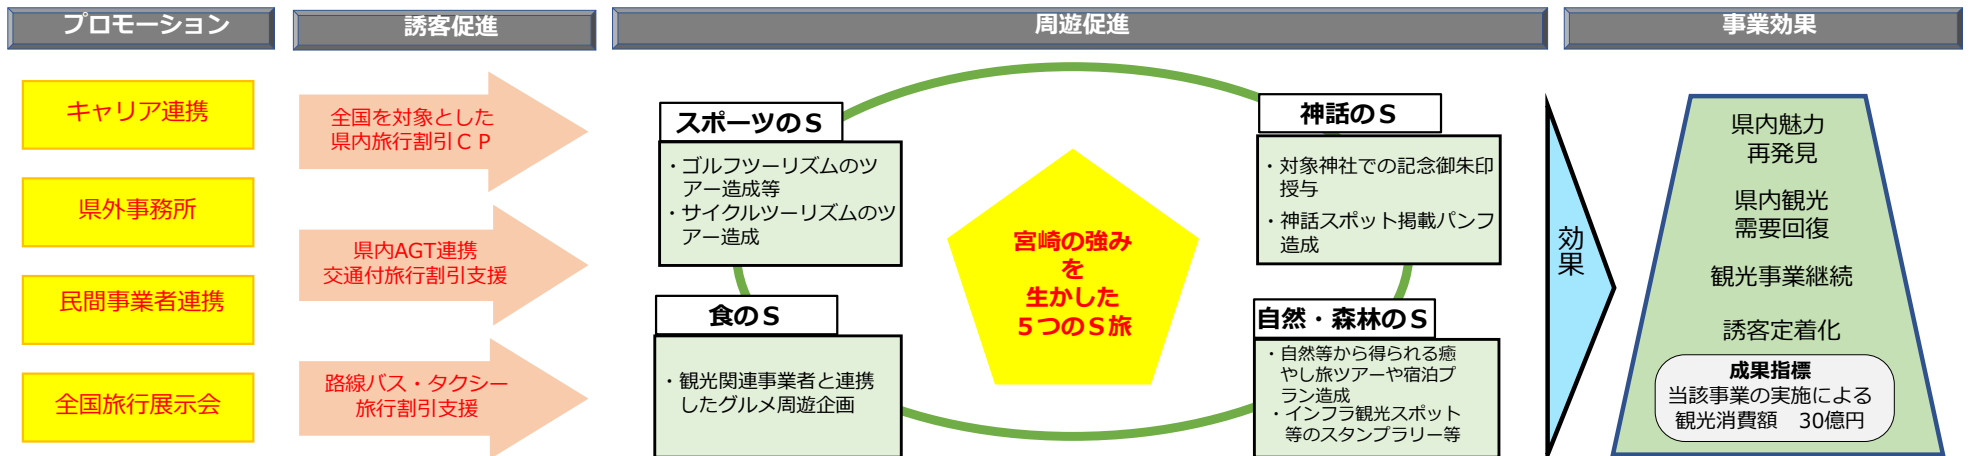 プロモーション
誘客促進
周遊促進
事業効果
キャリア連携
県外事務所
民間事業者連携
全国旅行展示会
全国を対象とした
県内旅行割引ＣＰ
県内AGT連携
交通付旅行割引支援
路線バス・タクシー
旅行割引支援
スポーツのＳ
・ゴルフツーリズムのツ
アー造成等
・サイクルツーリズムのツ
アー造成
食のＳ
・観光関連事業者と連携
したグルメ周遊企画
宮崎の強み
を
生かした
５つのＳ旅
神話のＳ
・対象神社での記念御朱印
授与
・神話スポット掲載パンフ
造成
自然・森林のＳ
・自然等から得られる癒
やし旅ツアーや宿泊プ
ラン造成
・インフラ観光スポット
等のスタンプラリー等
効果
県内魅力
再発見
県内観光
需要回復
観光事業継続
誘客定着化
成果指標
当該事業の実施による
観光消費額　30億円